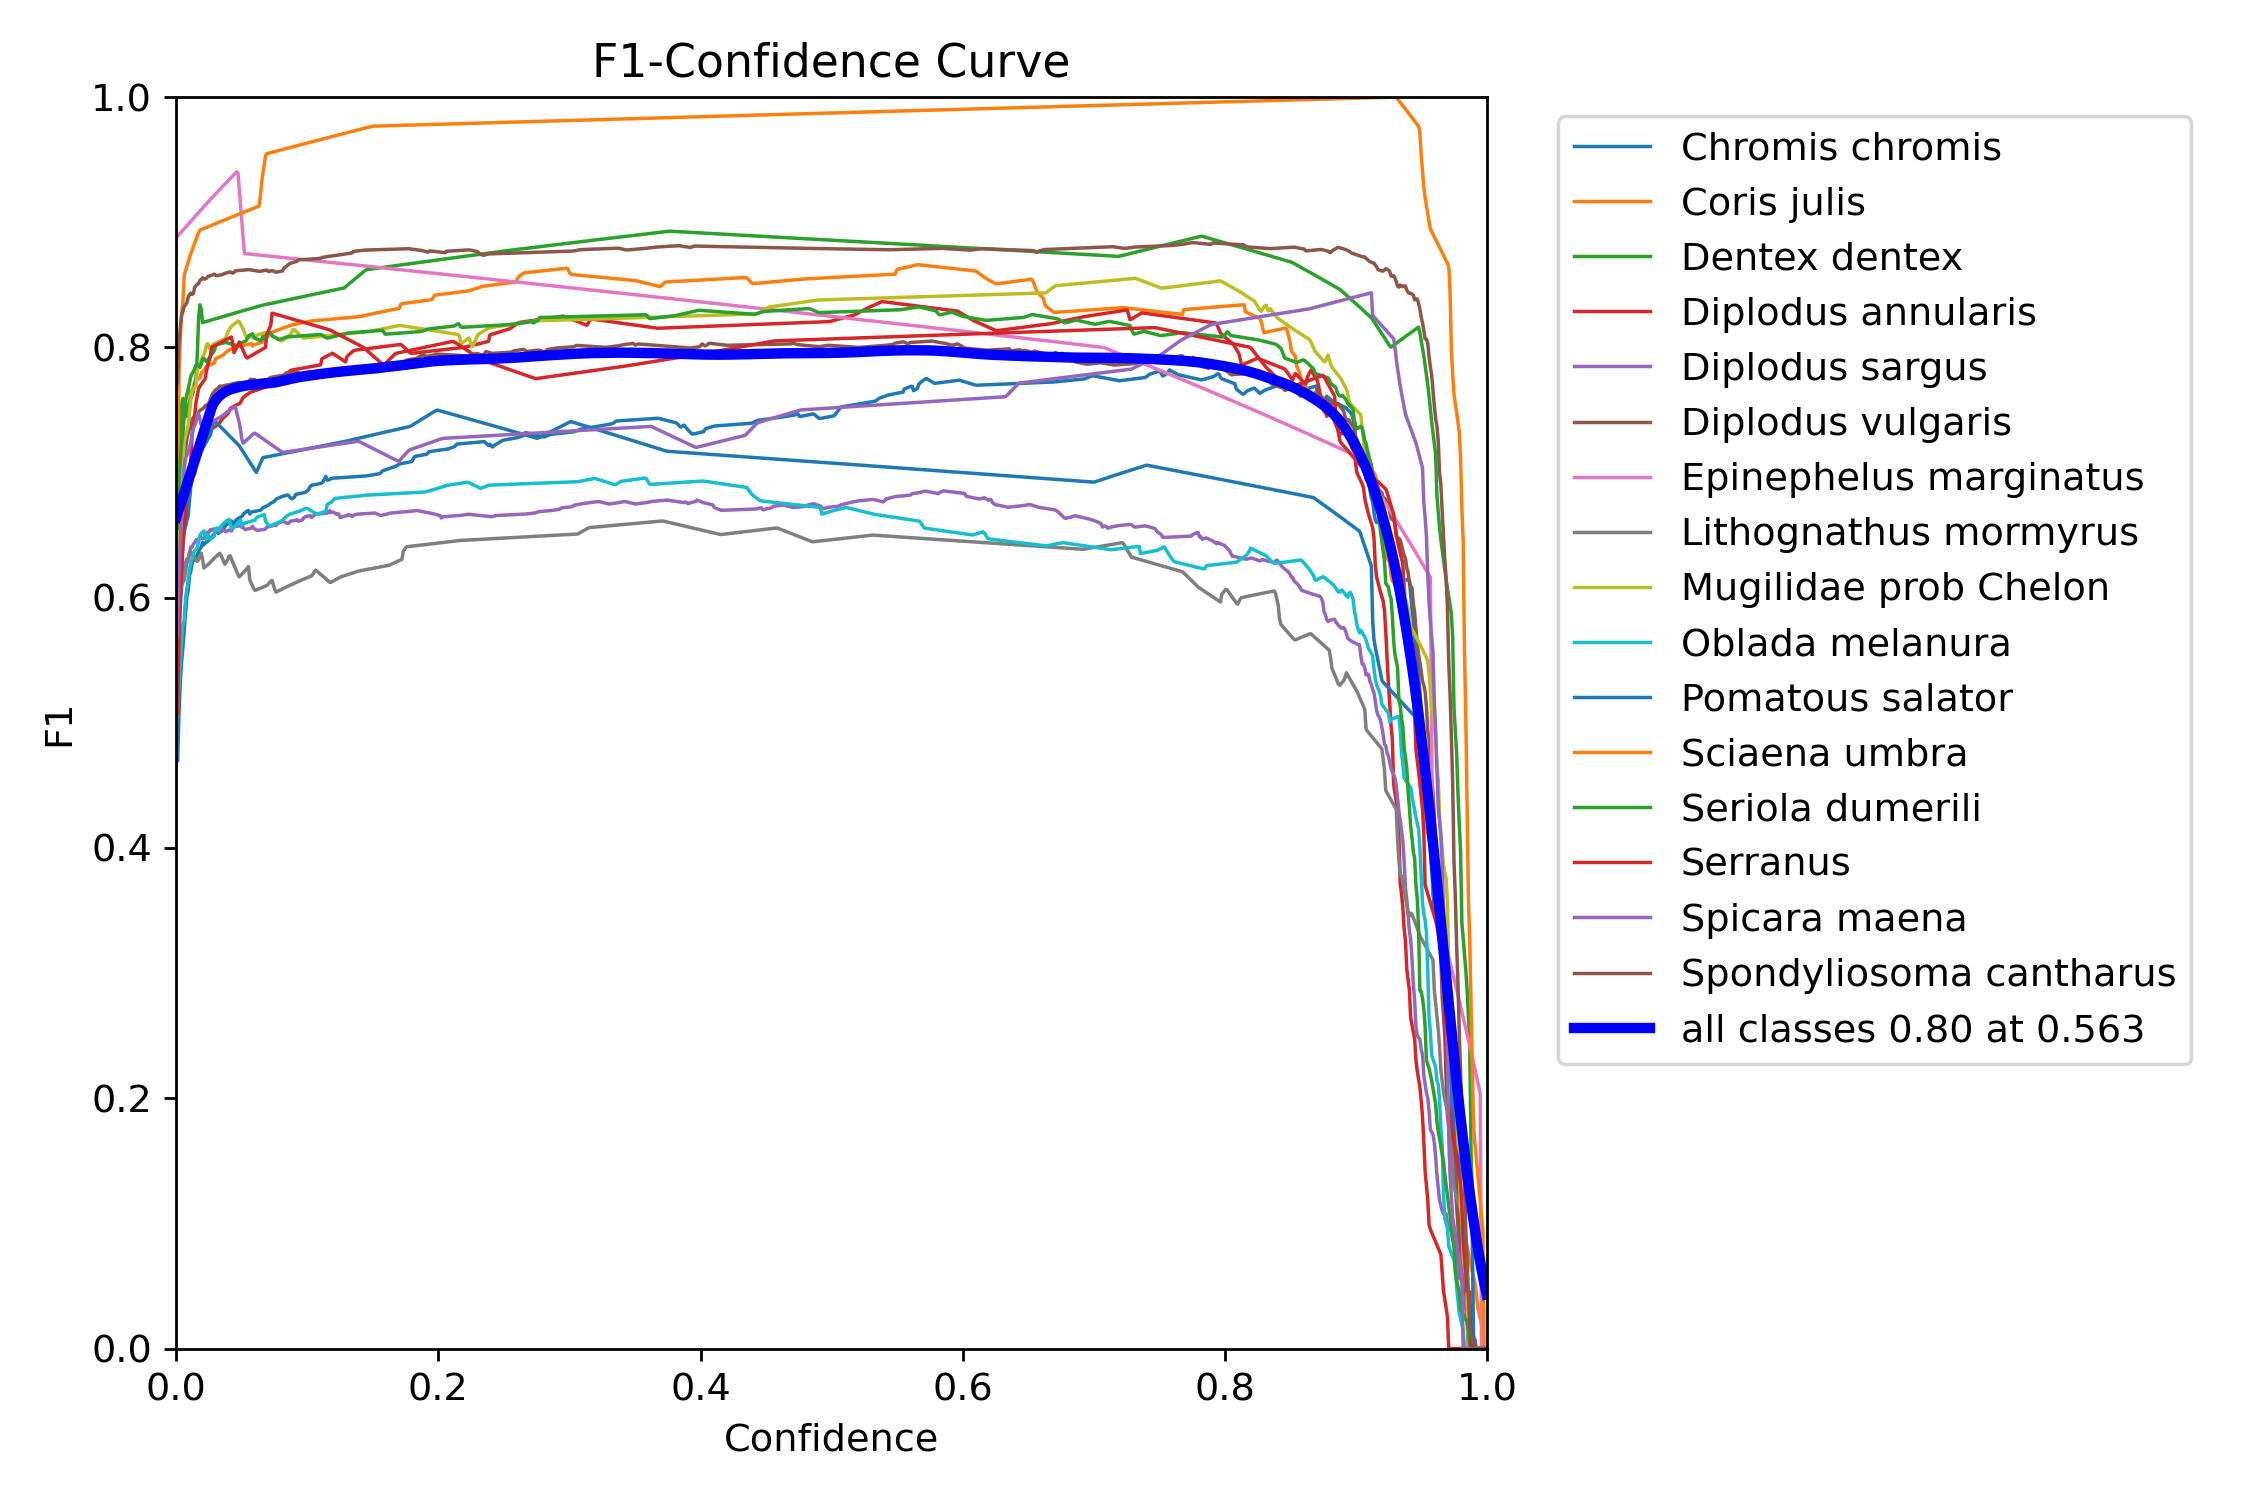 F1-Confidence Curve
1.0
0.8
0.6
0.4
0.2
0.0
F1
0.0 0.2 0.4 0.6 0.8 1.0
Confidence
Chromis chromis
Coris julis
Dentex dentex
Diplodus annularis
Diplodus sargus
Diplodus vulgaris
Epinephelus marginatus
Lithognathus mormyrus
Mugilidae prob Chelon
Oblada melanura
Pomatous salator
Sciaena umbra
Seriola dumerili
Serranus
Spicara maena
Spondyliosoma cantharus
all classes 0.80 at 0.563